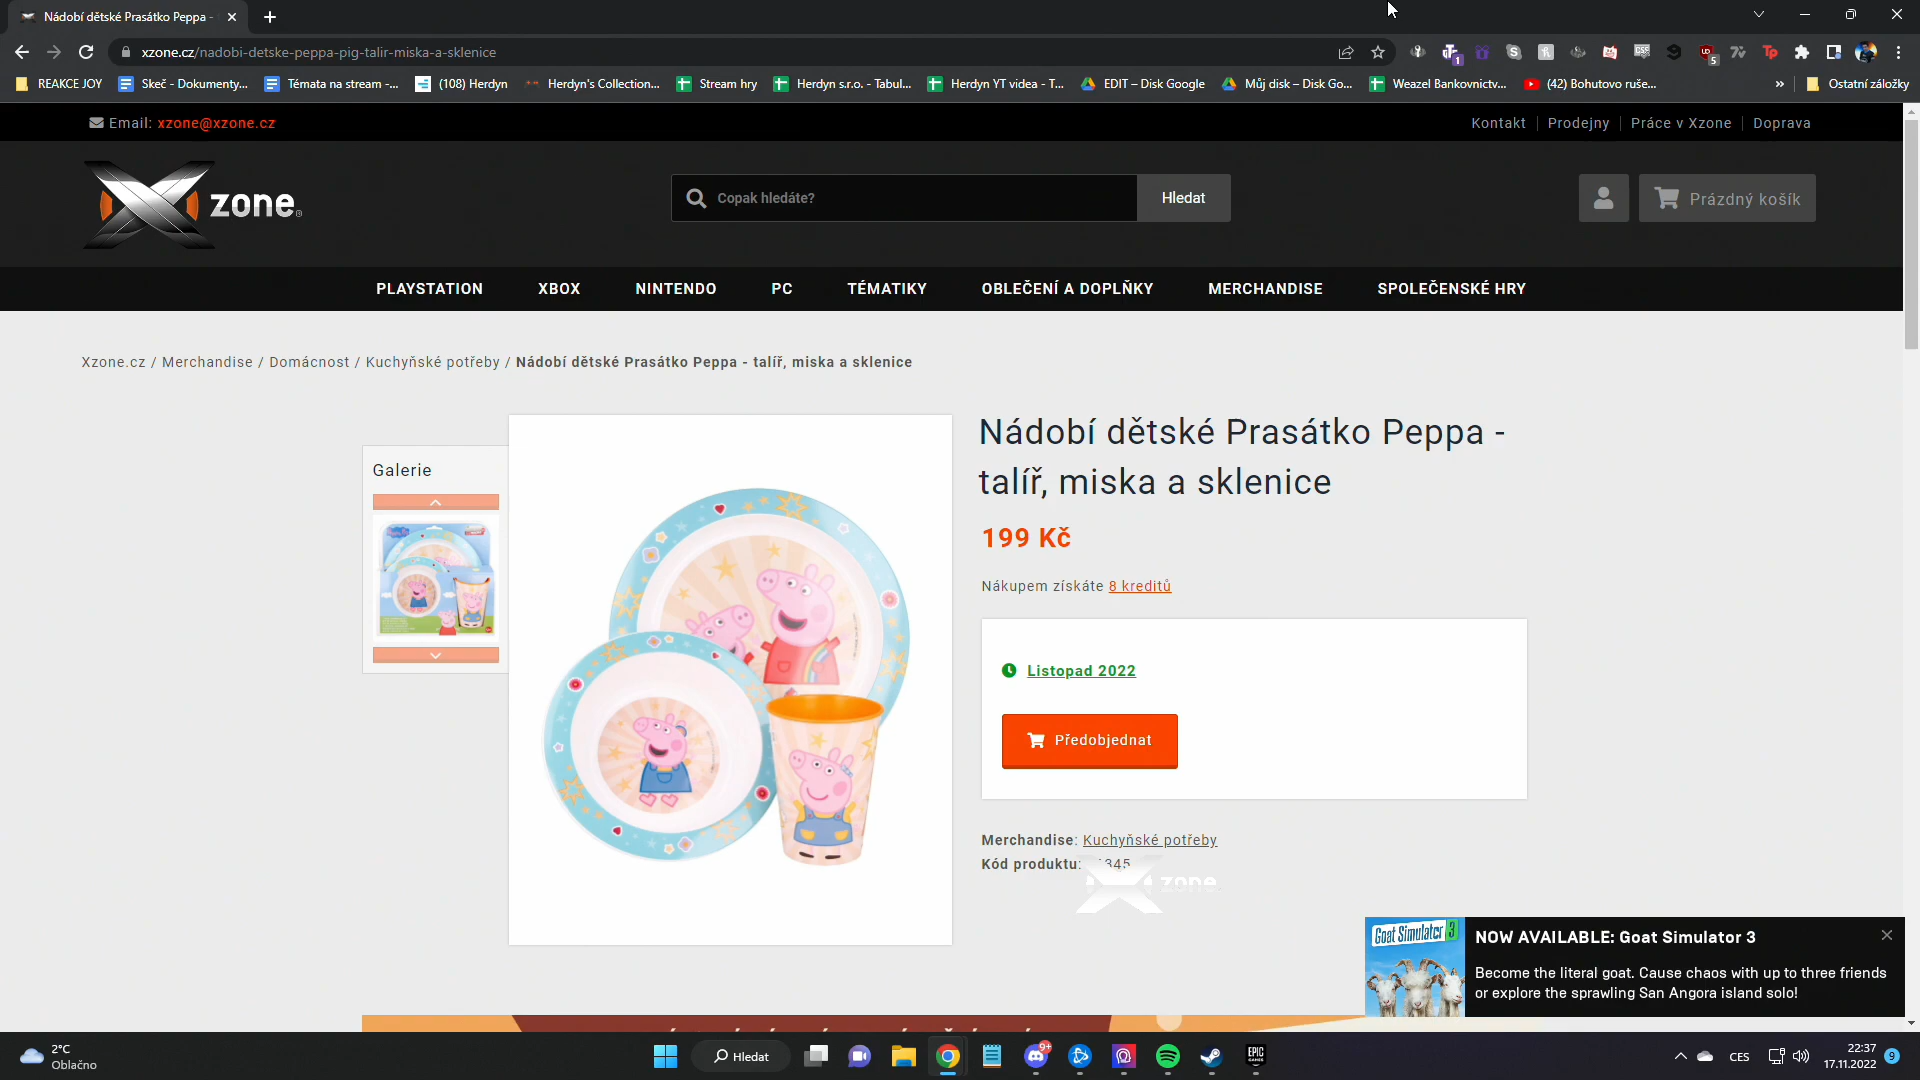 Nádobí dětské Prasátko Peppa -
xzone.cz/nadobi-detske-peppa-pig-talir-miska-a-sklenice
1
5
REAKCE JOY
Skeč - Dokumenty...
Témata na stream -...
(108) Herdyn
Herdyn's Collection...
Stream hry
Herdyn s.r.o. - Tabul...
Herdyn YT videa - T...
EDIT – Disk Google
Můj disk – Disk Go...
Weazel Bankovnictv...
(42) Bohutovo ruše...
»
Ostatní záložky
Email: xzone@xzone.cz
Kontakt
Prodejny
Práce v Xzone
Doprava
zone
Copak hledáte?
Hledat
Prázdný košík
PLAYSTATION
XBOX
NINTENDO
PC
TÉMATIKY
OBLEČENÍ A DOPLŇKY
MERCHANDISE
SPOLEČENSKÉ HRY
Xzone.cz / Merchandise / Domácnost / Kuchyňské potřeby / Nádobí dětské Prasátko Peppa - talíř, miska a sklenice
Galerie
Nádobí dětské Prasátko Peppa -
talíř, miska a sklenice
199 Kč
Nákupem získáte 8 kreditů
Listopad 2022
Předobjednat
Merchandise: Kuchyňské potřeby
Kód produktu:
zone
Goat Simulator 3
NOW AVAILABLE: Goat Simulator 3
Become the literal goat. Cause chaos with up to three friends
or explore the sprawling San Angora island solo!
2°C
Oblačno
Hledat
9+
EPIC
GAMES
CES
22:37
17.11.2022
9